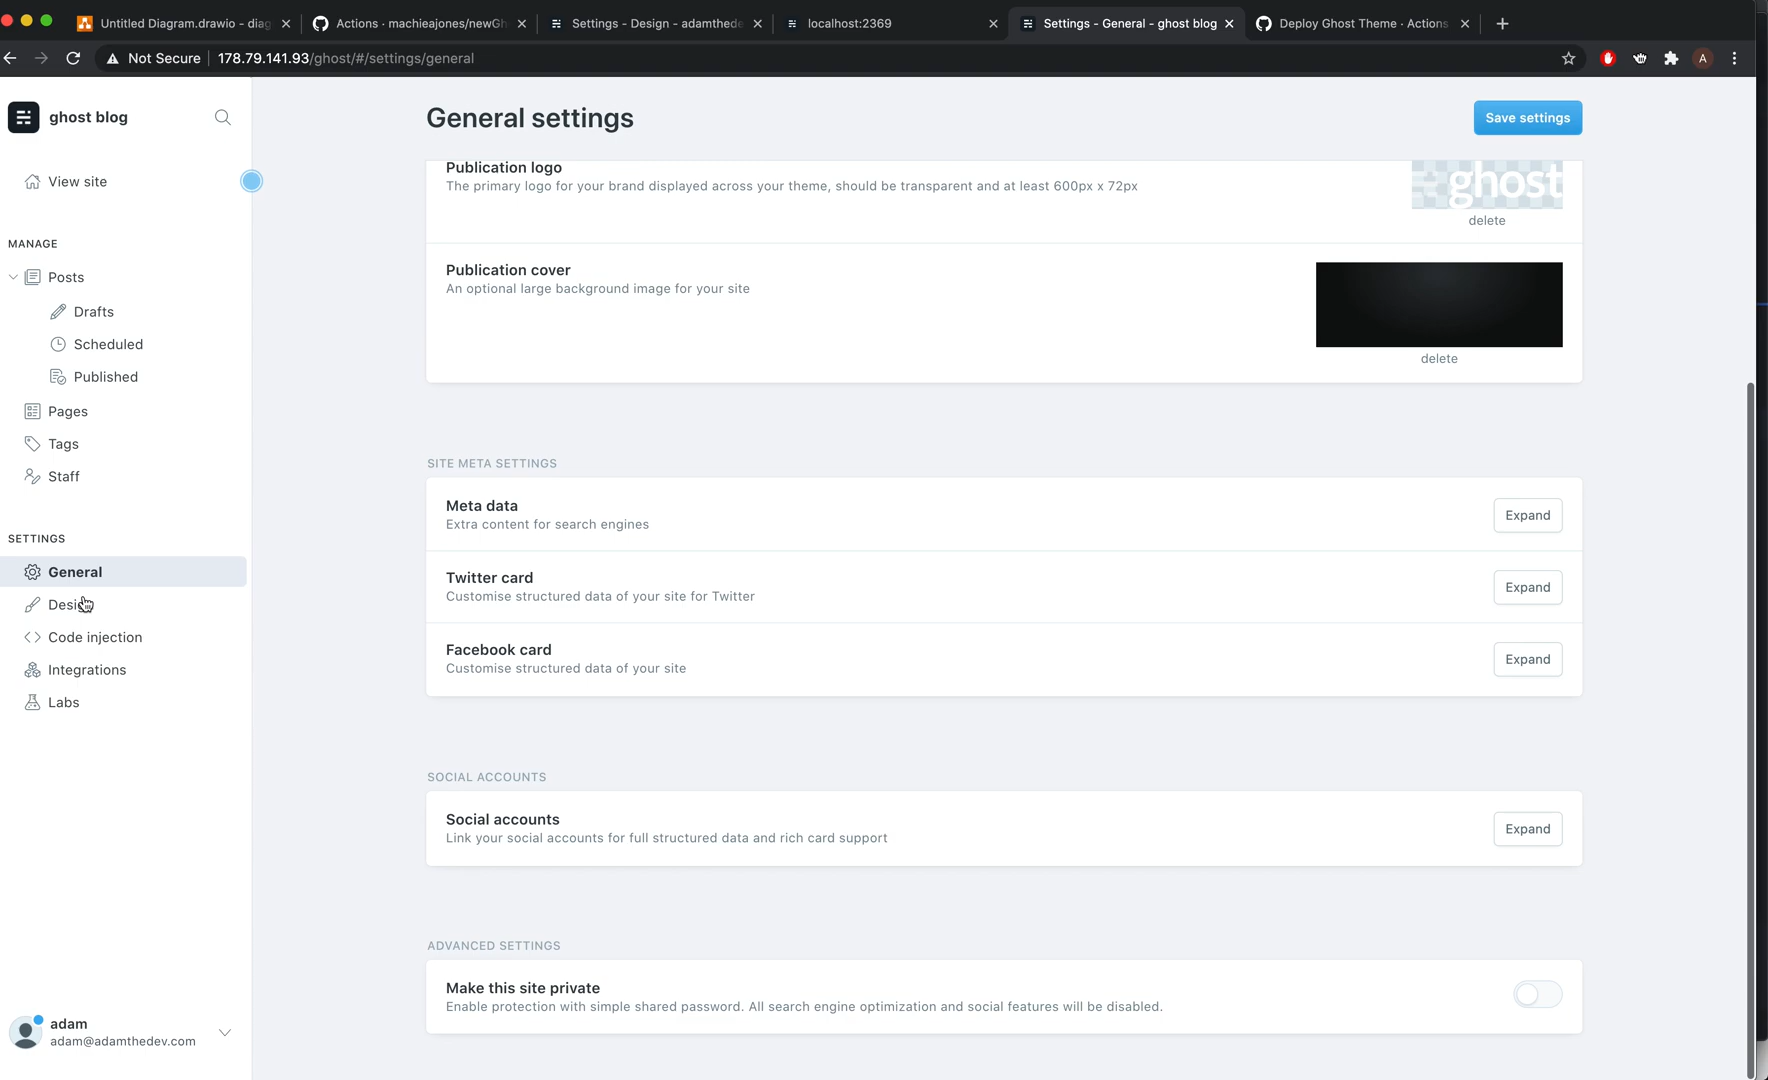 Untitled Diagram.drawio - diag
Actions · machieajones/newGh
Settings - Design - adamthede
localhost:2369
Settings - General - ghost blog
Deploy Ghost Theme · Actions
Not Secure
178.79.141.93/ghost/#/settings/general
A
ghost blog
View site
MANAGE
Posts
Drafts
Scheduled
Published
Pages
Tags
Staff
SETTINGS
General
Design
Code injection
Integrations
Labs
adam
adam@adamthedev.com
General settings
Save settings
Publication logo
The primary logo for your brand displayed across your theme, should be transparent and at least 600px x 72px
ghost
delete
Publication cover
An optional large background image for your site
delete
SITE META SETTINGS
Meta data
Extra content for search engines
Expand
Twitter card
Customise structured data of your site for Twitter
Expand
Facebook card
Customise structured data of your site
Expand
SOCIAL ACCOUNTS
Social accounts
Link your social accounts for full structured data and rich card support
Expand
ADVANCED SETTINGS
Make this site private
Enable protection with simple shared password. All search engine optimization and social features will be disabled.